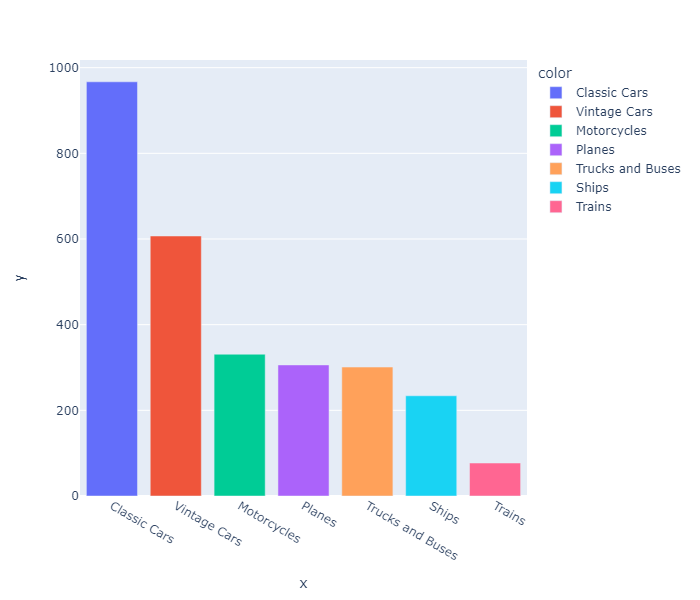 1000
800
600
400
200
0
y
Classic Cars
Vintage Cars
Motorcycles
Planes
Trucks and Buses
Ships
Trains
x
color
Classic Cars
Vintage Cars
Motorcycles
Planes
Trucks and Buses
Ships
Trains